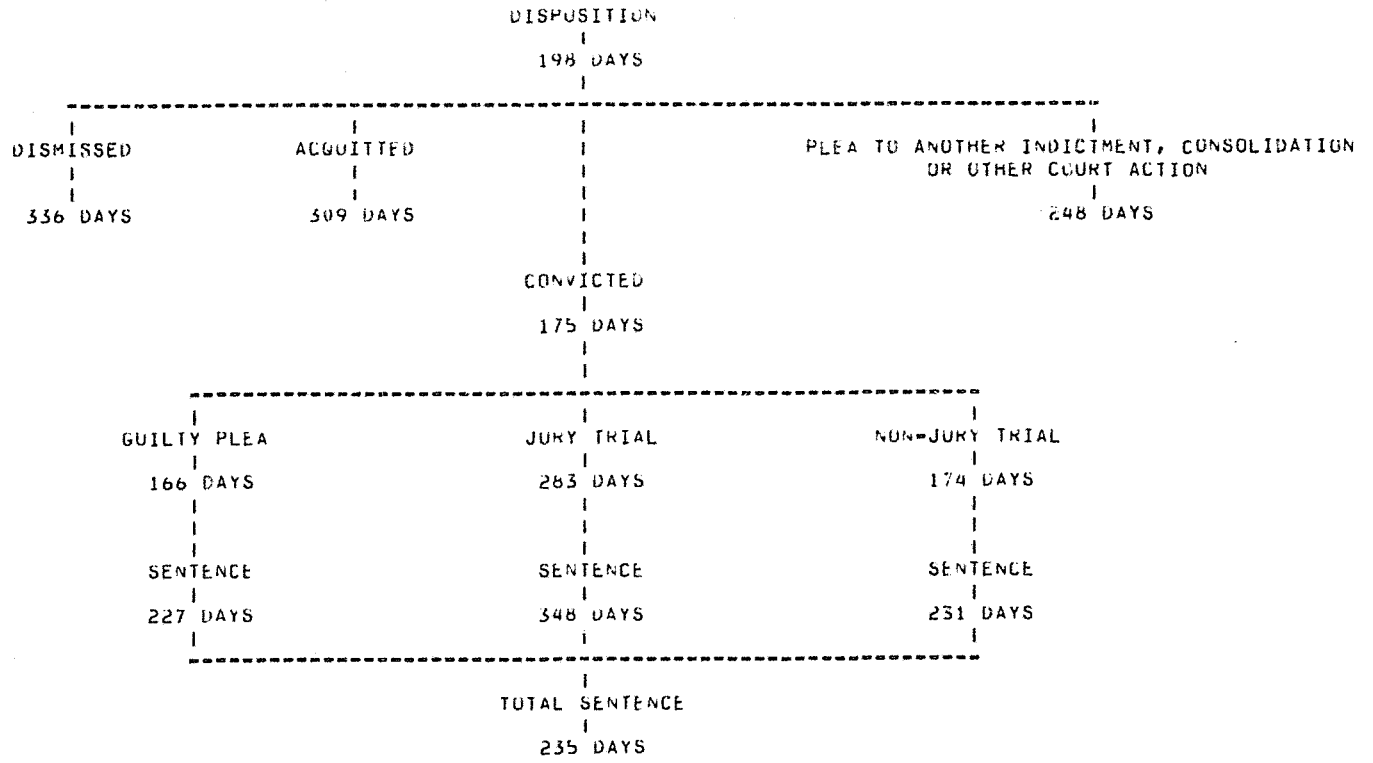 DISPOSITION
198 DAYS
DISMISSED ACQUITTED PLEA TO ANOTHER INDICTMENT, CONSOLIDATION
OR OTHER COURT ACTION
336 DAYS 309 DAYS 248 DAYS
CONVICTED
175 DAYS
GUILTY PLEA JURY TRIAL NON-JURY TRIAL
166 DAYS 283 DAYS 174 DAYS
SENTENCE SENTENCE SENTENCE
227 DAYS 348 DAYS 231 DAYS
TOTAL SENTENCE
235 DAYS